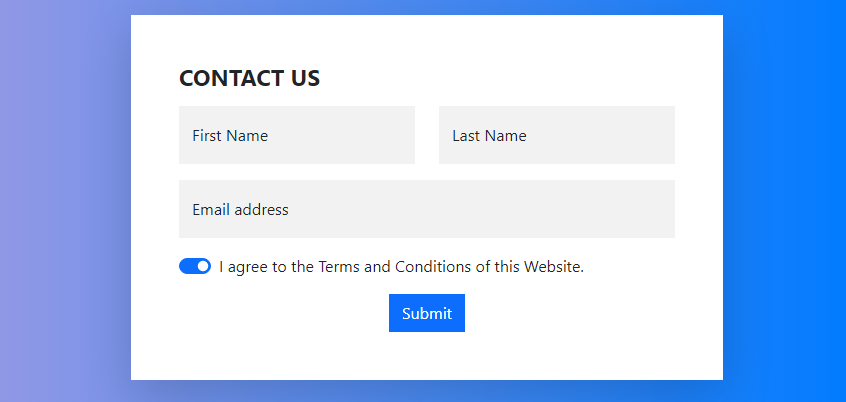 CONTACT US
First Name
Last Name
Email address
I agree to the Terms and Conditions of this Website.
Submit